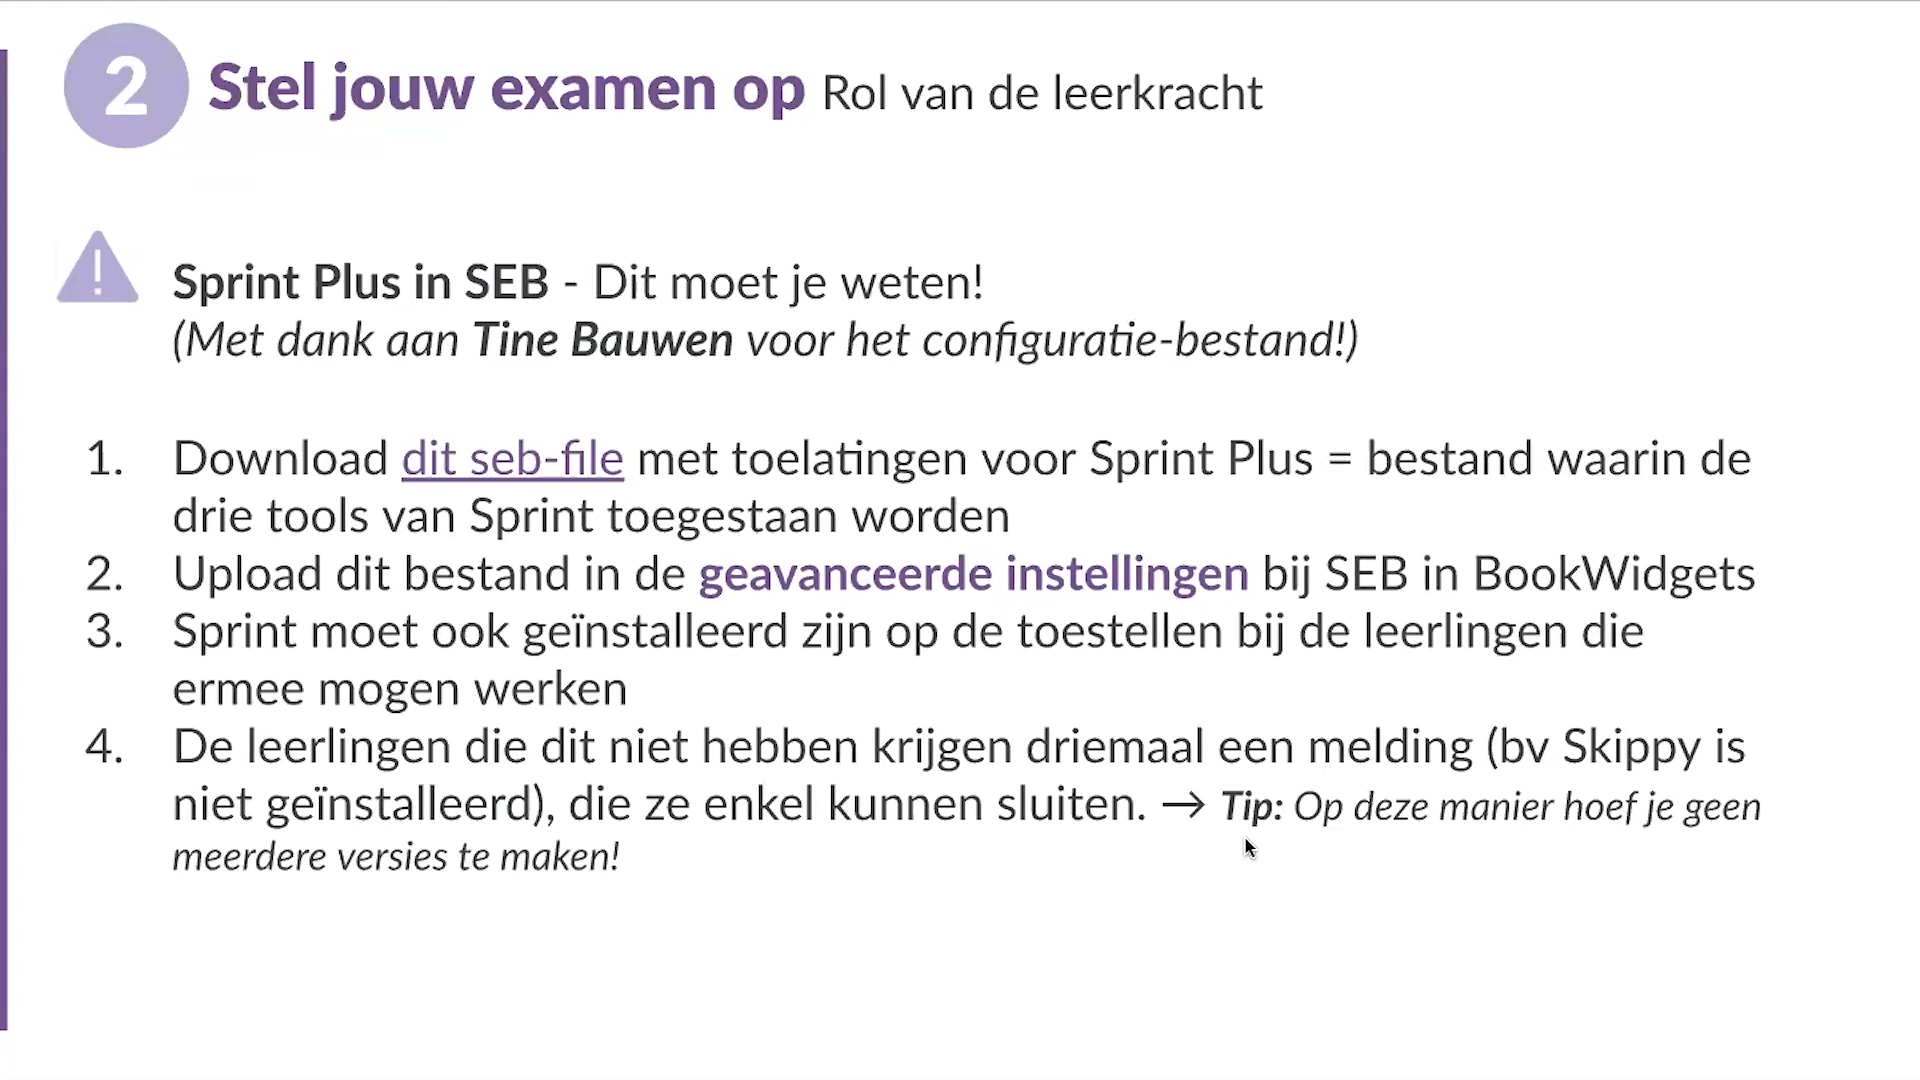 2 Stel jouw examen op Rol van de leerkracht
Sprint Plus in SEB - Dit moet je weten!
(Met dank aan Tine Bauwen voor het configuratie-bestand!)
1. Download dit seb-file met toelatingen voor Sprint Plus = bestand waarin de
drie tools van Sprint toegestaan worden
2. Upload dit bestand in de geavanceerde instellingen bij SEB in BookWidgets
3. Sprint moet ook geïnstalleerd zijn op de toestellen bij de leerlingen die
ermee mogen werken
4. De leerlingen die dit niet hebben krijgen driemaal een melding (bv Skippy is
niet geïnstalleerd), die ze enkel kunnen sluiten. → Tip: Op deze manier hoef je geen
meerdere versies te maken!